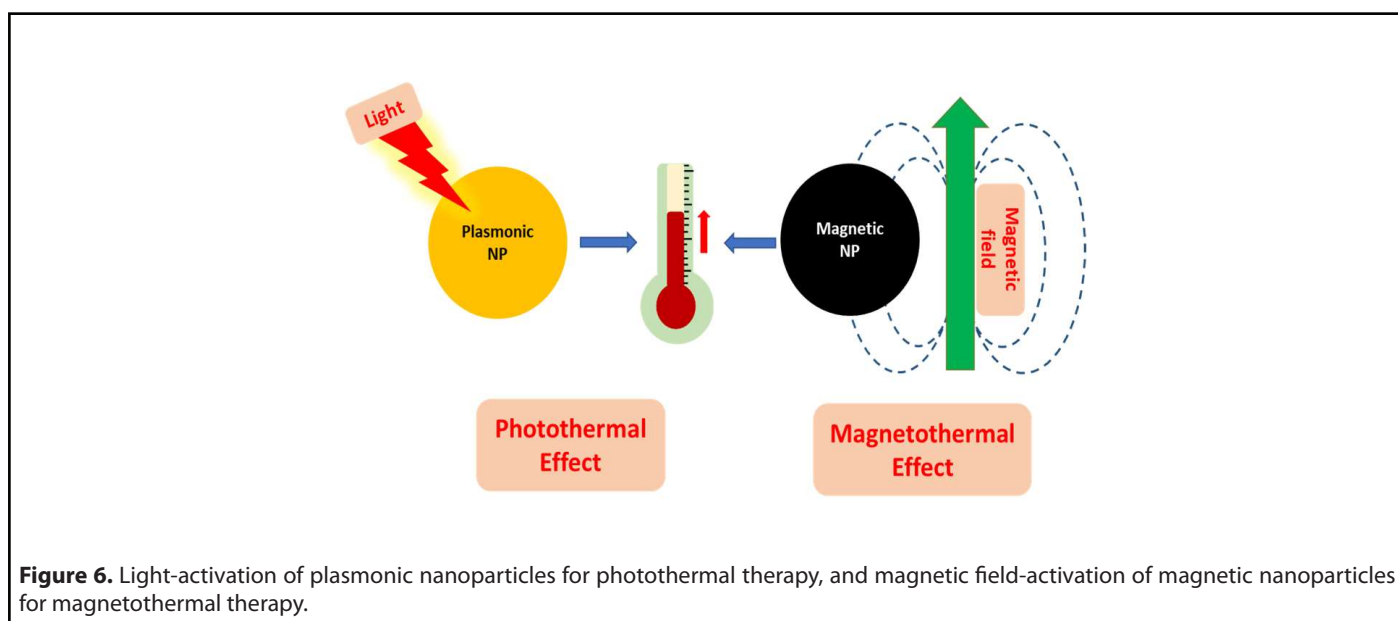 Light
Plasmonic
NP
Magnetic
NP
Magnetic
field
Photothermal
Effect
Magnetothermal
Effect
Figure 6. Light-activation of plasmonic nanoparticles for photothermal therapy, and magnetic field-activation of magnetic nanoparticles
for magnetothermal therapy.